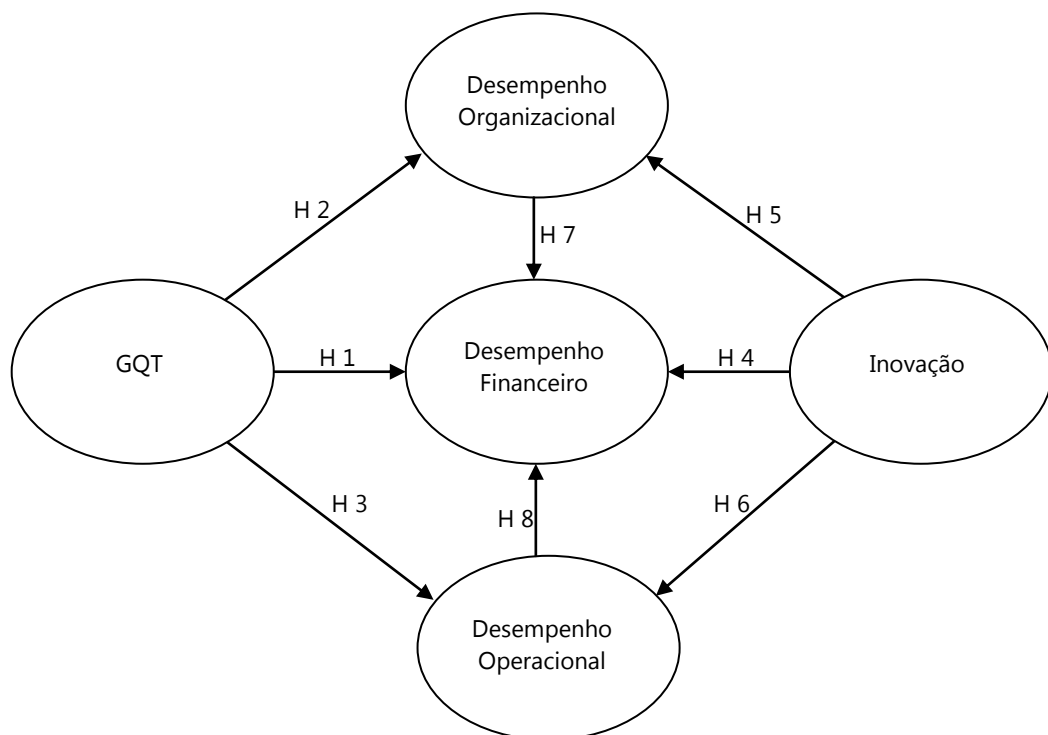 Desempenho
Organizacional
H 2
H 5
H 7
GQT
H 1
Desempenho
Financeiro
H 4
Inovação
H 3
H 8
H 6
Desempenho
Operacional